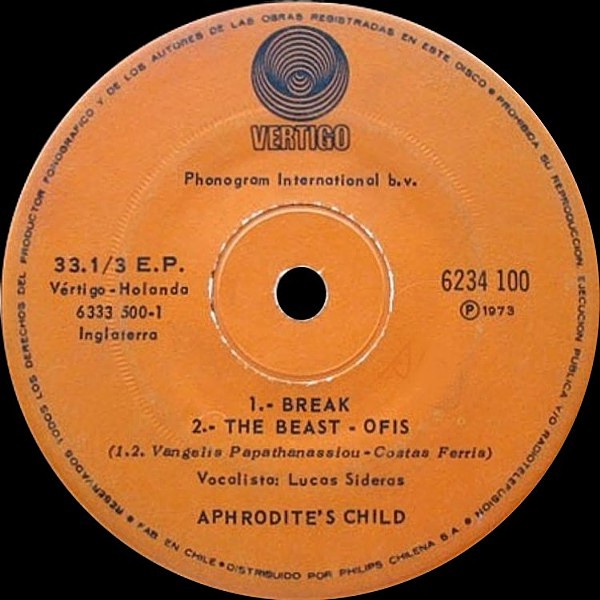 RESERVADOS TODOS LOS DERECHOS DEL PRODUCTOR FONOGRAFICO Y DE LOS AUTORES DE LAS OBRAS REGISTRADAS EN ESTE DISCO • PROHIBIDA SU REPRODUCCION EJECUCION PUBLICA Y/O RADIOTELEFUSION •
VERTIGO
Phonogram International b.v.
33.1/3 E.P.
Vértigo - Holanda
6333 500-1
Inglaterra
6234 100
Ⓟ 1973
1.- BREAK
2.- THE BEAST - OFIS
(1.2. Vangelis Papathanassiou - Costas Ferris)
Vocalista: Lucas Sideras
APHRODITE'S CHILD
• FAB EN CHILE • DISTRIBUIDO POR PHILIPS CHILENA S.A. •